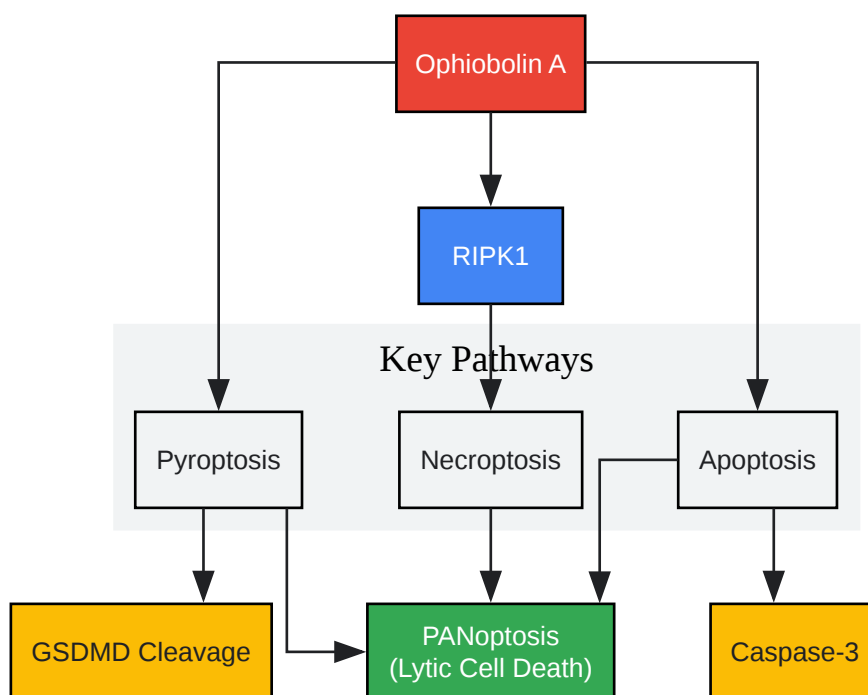 Ophiobolin A
RIPK1
Key Pathways
Pyroptosis
Necroptosis
Apoptosis
GSDMD Cleavage
PANoptosis
(Lytic Cell Death)
Caspase-3